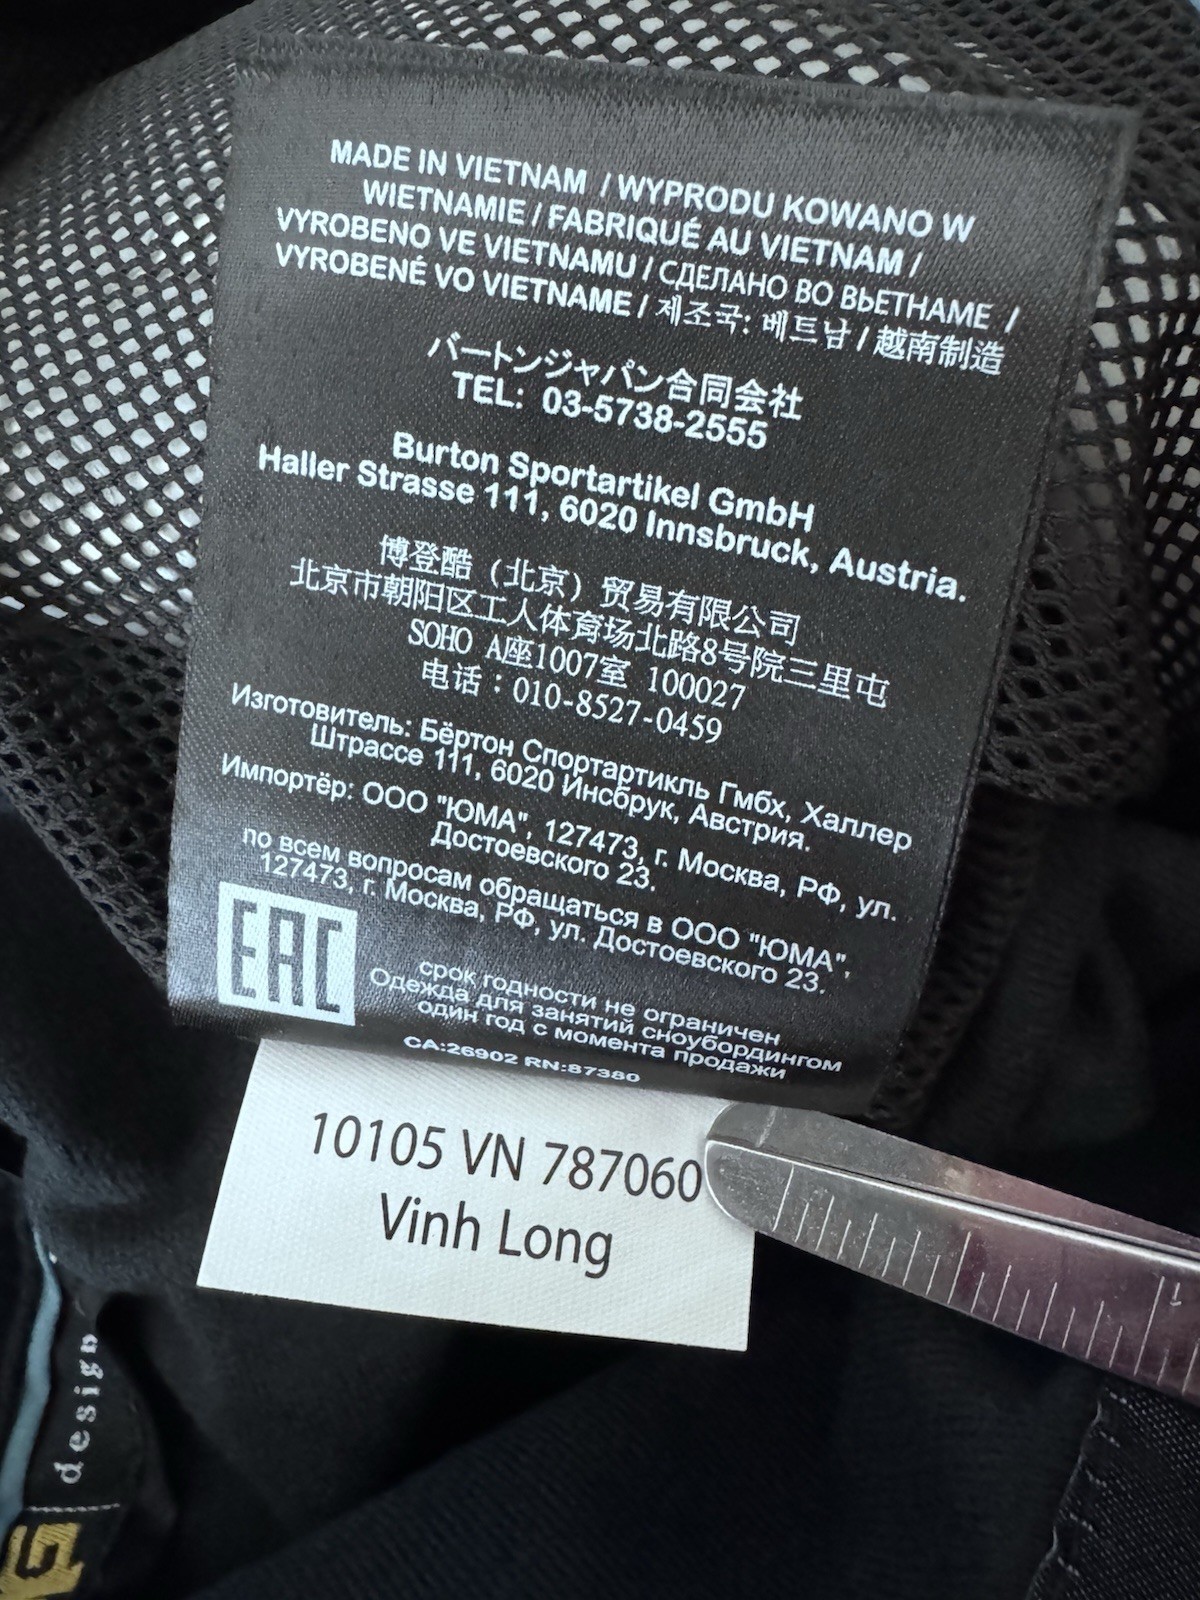 MADE IN VIETNAM / WYPRODU KOWANO W
WIETNAMIE / FABRIQUÉ AU VIETNAM /
VYROBENO VE VIETNAMU / СДЕЛАНО ВО ВЬЕТНАМЕ /
VYROBENÉ VO VIETNAME / 제조국: 베트남 / 越南制造
バートンジャパン合同会社
TEL: 03-5738-2555
Burton Sportartikel GmbH
Haller Strasse 111, 6020 Innsbruck, Austria.
博登酷（北京）贸易有限公司
北京市朝阳区工人体育场北路8号院三里屯
SOHO A座1007室 100027
电话：010-8527-0459
Изготовитель: Бёртон Спортартикль Гмбх, Халлер
Штрассе 111, 6020 Инсбрук, Австрия.
Импортёр: ООО "ЮМА", 127473, г. Москва, РФ, ул.
Достоевского 23.
по всем вопросам обращаться в ООО "ЮМА",
127473, г. Москва, РФ, ул. Достоевского 23.
EAC
срок годности не ограничен
Одежда для занятий сноубордингом
один год с момента продажи
CA:26902 RN:87380
10105 VN 787060
Vinh Long
design